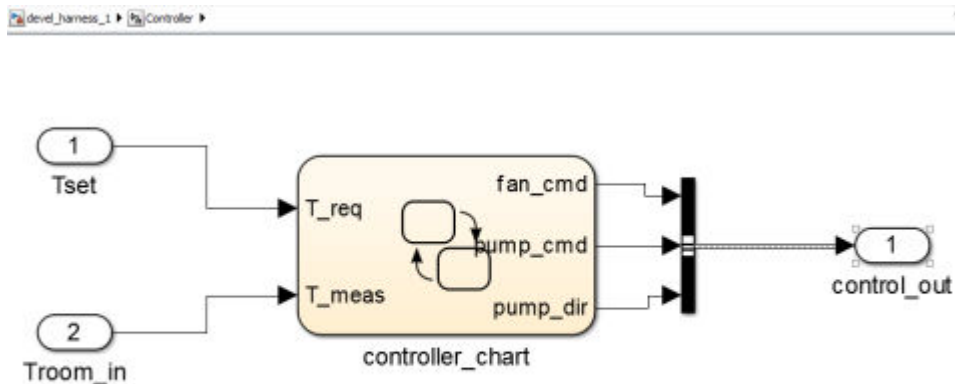 devel_harness_1 Controller
1
Tset
2
Troom_in
T_req
T_meas
fan_cmd
pump_cmd
pump_dir
controller_chart
1
control_out